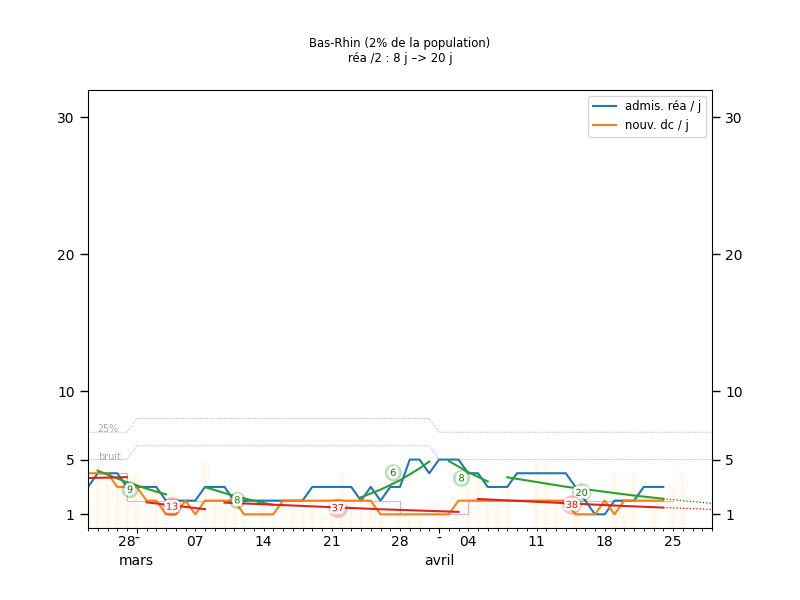 Bas-Rhin (2% de la population)
réa /2 : 8 j –> 20 j
admis. réa / j
nouv. dc / j
30 30
20 20
10 10
25%
bruit
5 5
6
8
9
8
20
13
37
38
1 1
28 07 14 21 28 04 11 18 25
mars avril